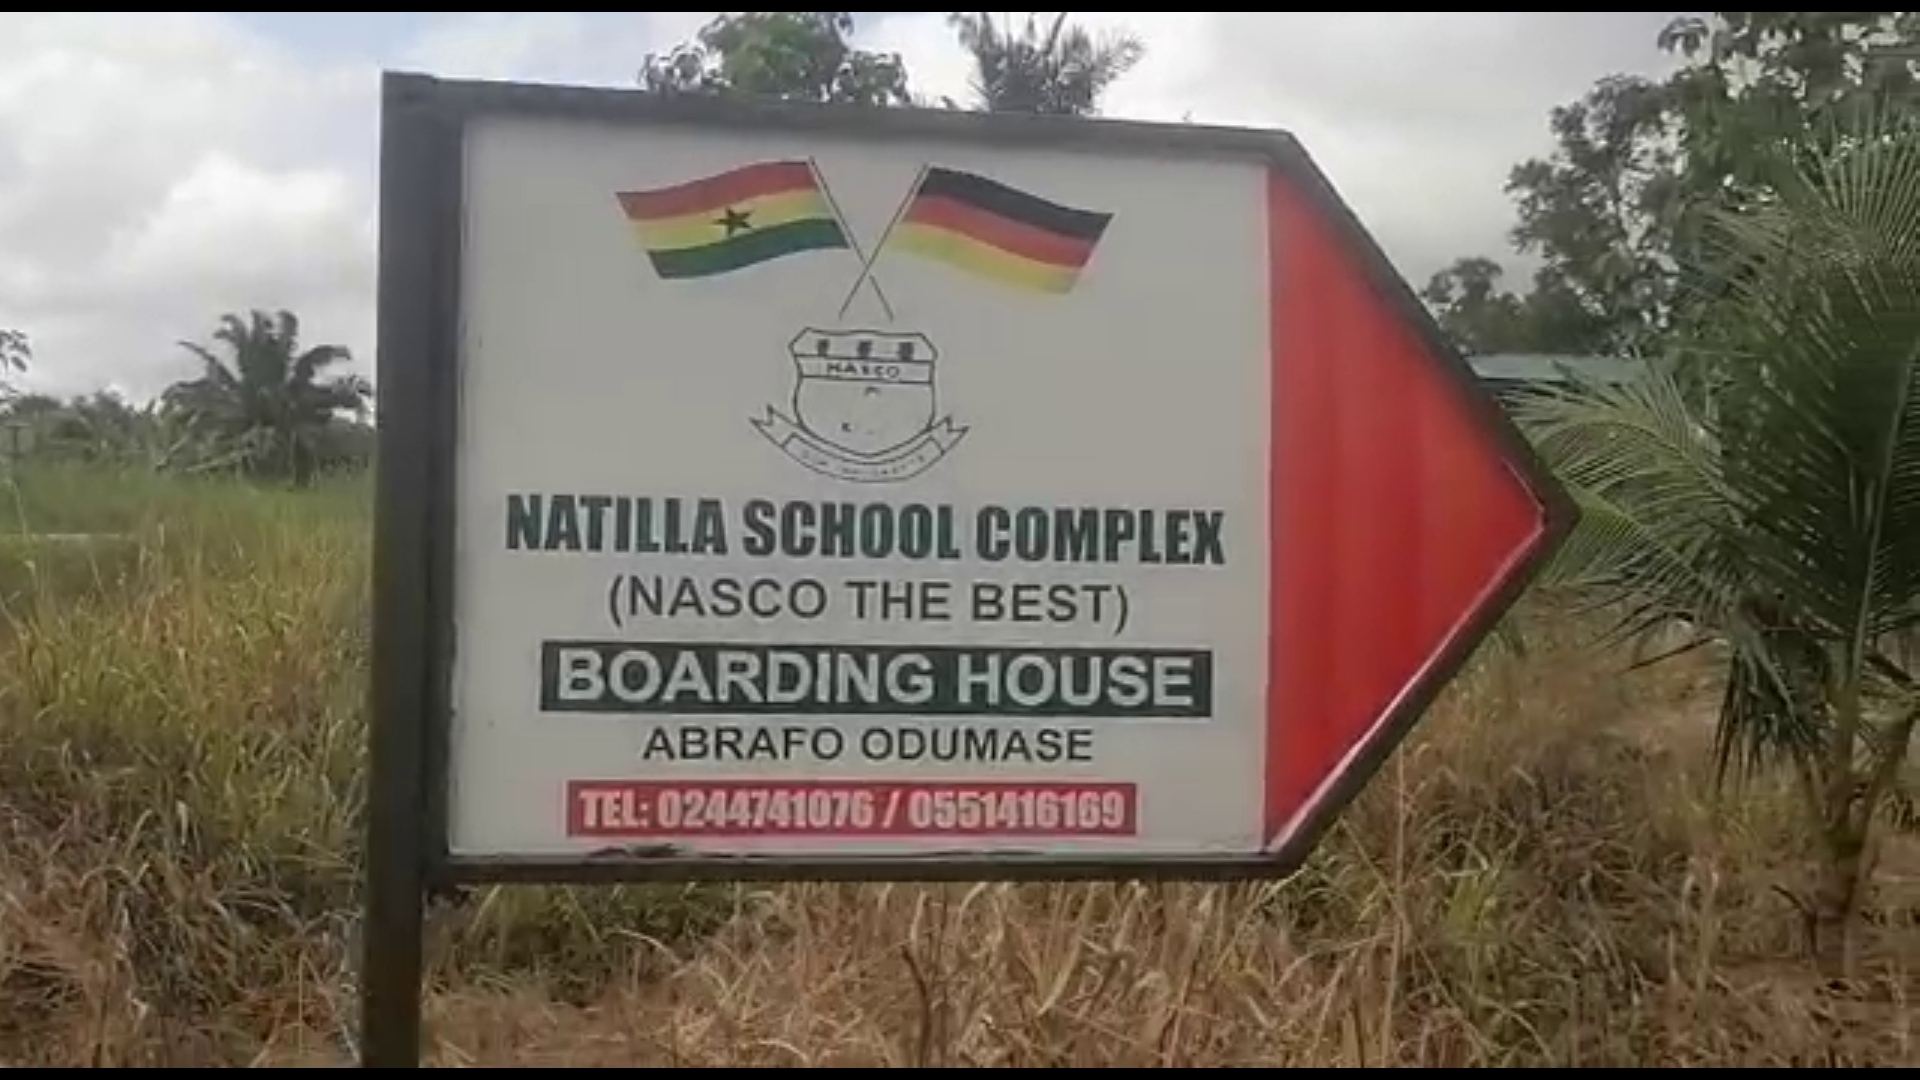 NASCO
NATILLA SCHOOL COMPLEX
(NASCO THE BEST)
BOARDING HOUSE
ABRAFO ODUMASE
TEL: 0244741076 / 0551416169